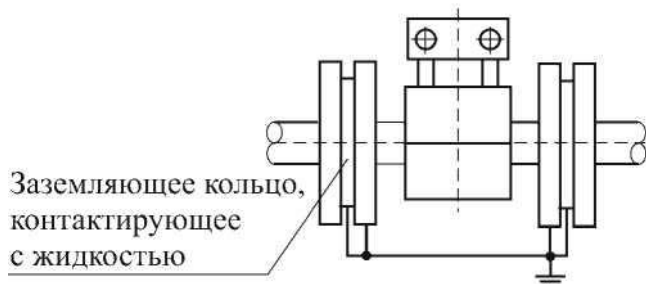 Заземляющее кольцо,
контактирующее
с жидкостью